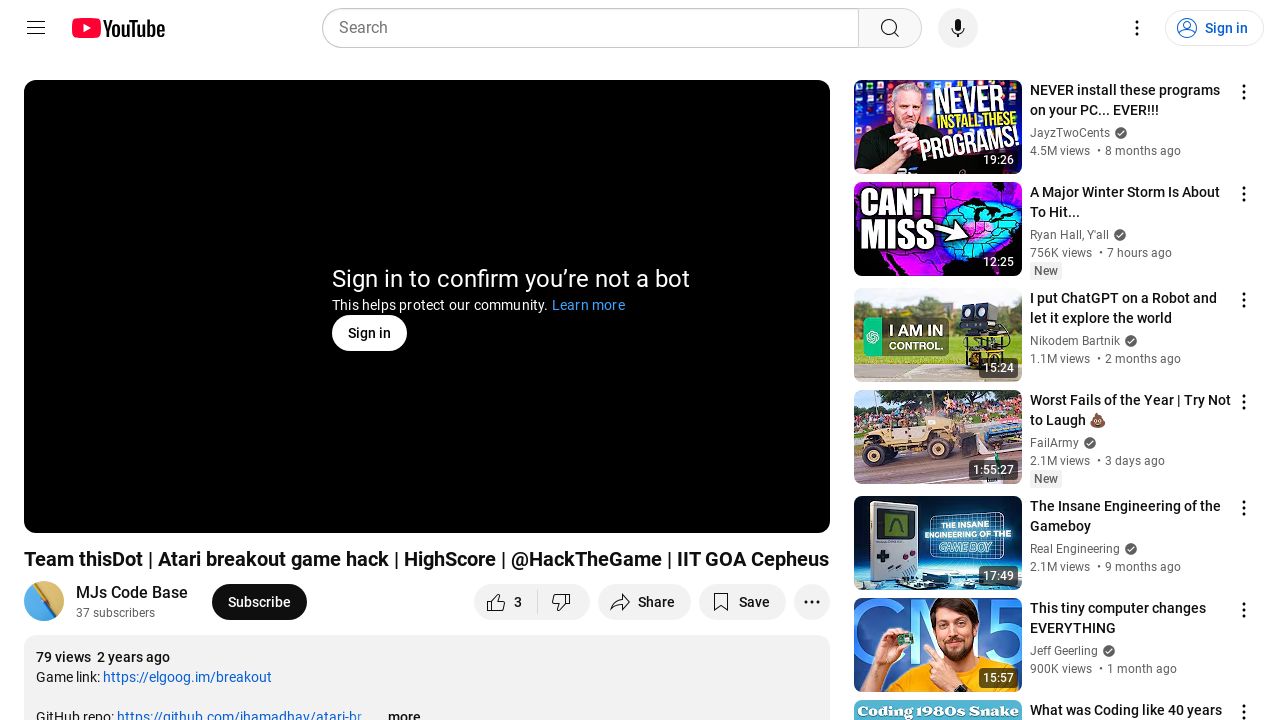 YouTube
Search
Sign in
Sign in to confirm you’re not a bot
This helps protect our community. Learn more
Sign in
Team thisDot | Atari breakout game hack | HighScore | @HackTheGame | IIT GOA Cepheus
MJs Code Base
37 subscribers
Subscribe
3
Share
Save
79 views 2 years ago
Game link: https://elgoog.im/breakout
GitHub repo: https://github.com/jhamadhav/atari-br
...more
NEVER
INSTALL THESE
PROGRAMS!
19:26
NEVER install these programs
on your PC... EVER!!!
JayzTwoCents
4.5M views • 8 months ago
CAN'T
MISS
12:25
A Major Winter Storm Is About
To Hit...
Ryan Hall, Y'all
756K views • 7 hours ago
New
I AM IN
CONTROL.
15:24
I put ChatGPT on a Robot and
let it explore the world
Nikodem Bartnik
1.1M views • 2 months ago
1:55:27
Worst Fails of the Year | Try Not
to Laugh 💩
FailArmy
2.1M views • 3 days ago
New
THE INSANE
ENGINEERING OF THE
GAME BOY
17:49
The Insane Engineering of the
Gameboy
Real Engineering
2.1M views • 9 months ago
CM5
15:57
This tiny computer changes
EVERYTHING
Jeff Geerling
900K views • 1 month ago
Coding 1980s Snake
What was Coding like 40 years